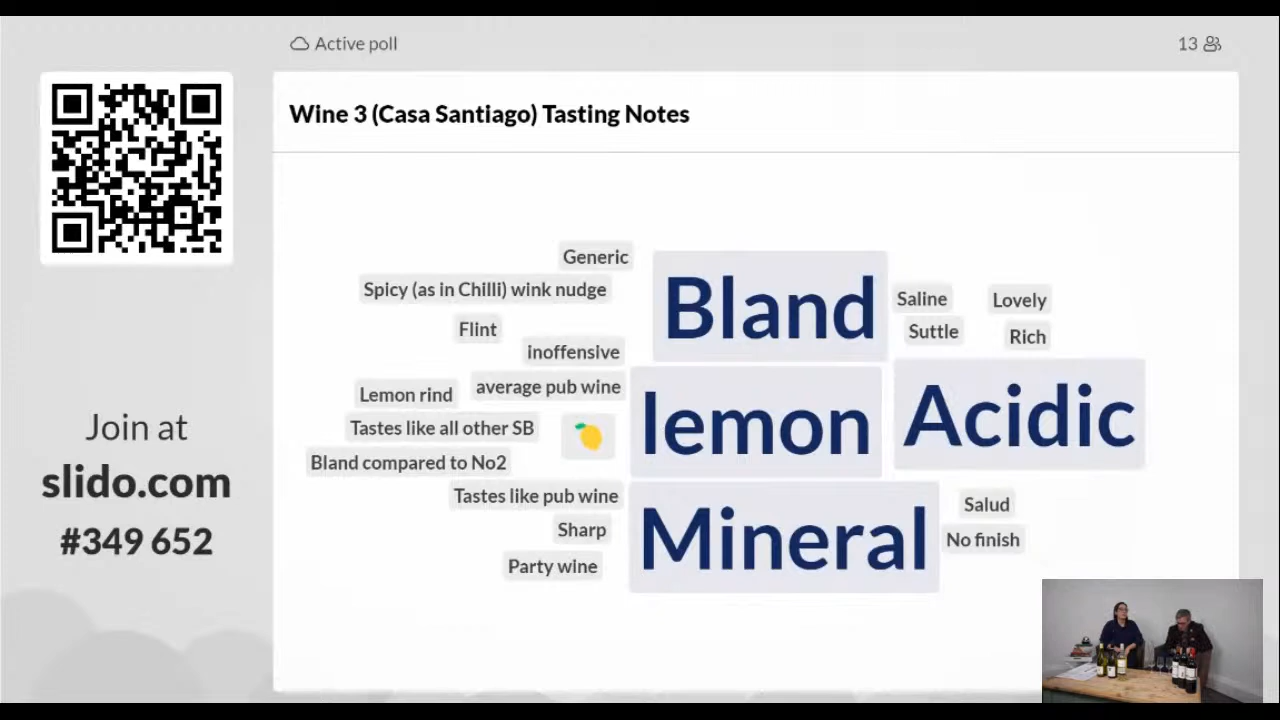 Active poll
13
Wine 3 (Casa Santiago) Tasting Notes
Generic
Spicy (as in Chilli) wink nudge
Bland
Saline
Lovely
Flint
Suttle
Rich
inoffensive
Lemon rind
average pub wine
lemon
Acidic
Tastes like all other SB
Bland compared to No2
Tastes like pub wine
Mineral
Salud
Sharp
No finish
Party wine
Join at
slido.com
#349 652